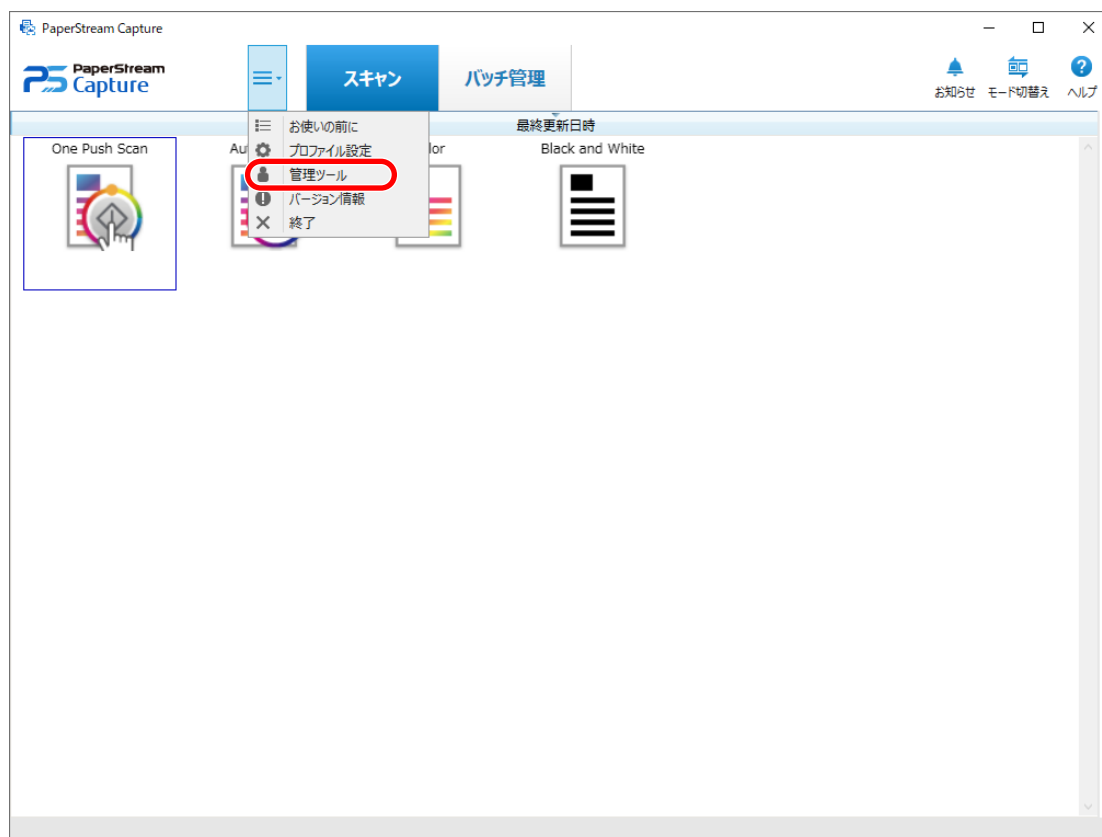 PaperStream Capture
PaperStream
Capture
スキャン
バッチ管理
お知らせ
モード切替え
ヘルプ
最終更新日時
お使いの前に
プロファイル設定
管理ツール
バージョン情報
終了
One Push Scan
Au
lor
Black and White